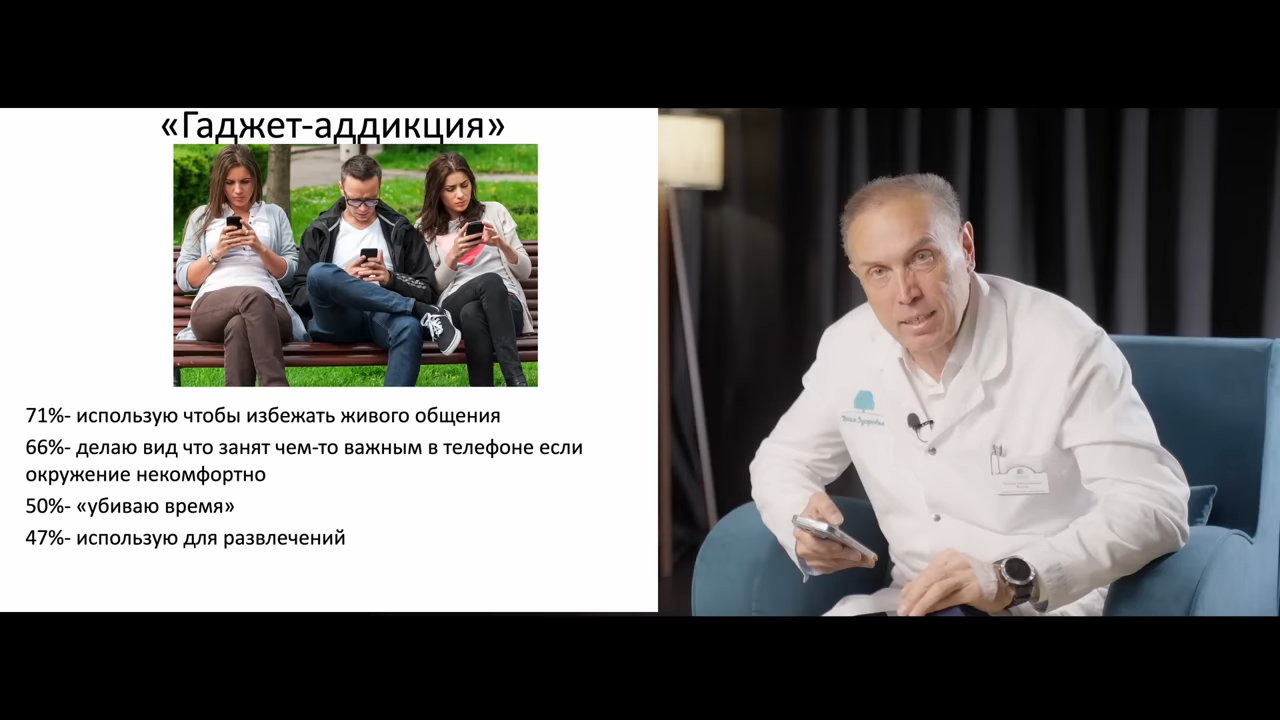 «Гаджет-аддикция»
71%- использую чтобы избежать живого общения
66%- делаю вид что занят чем-то важным в телефоне если
окружение некомфортно
50%- «убиваю время»
47%- использую для развлечений